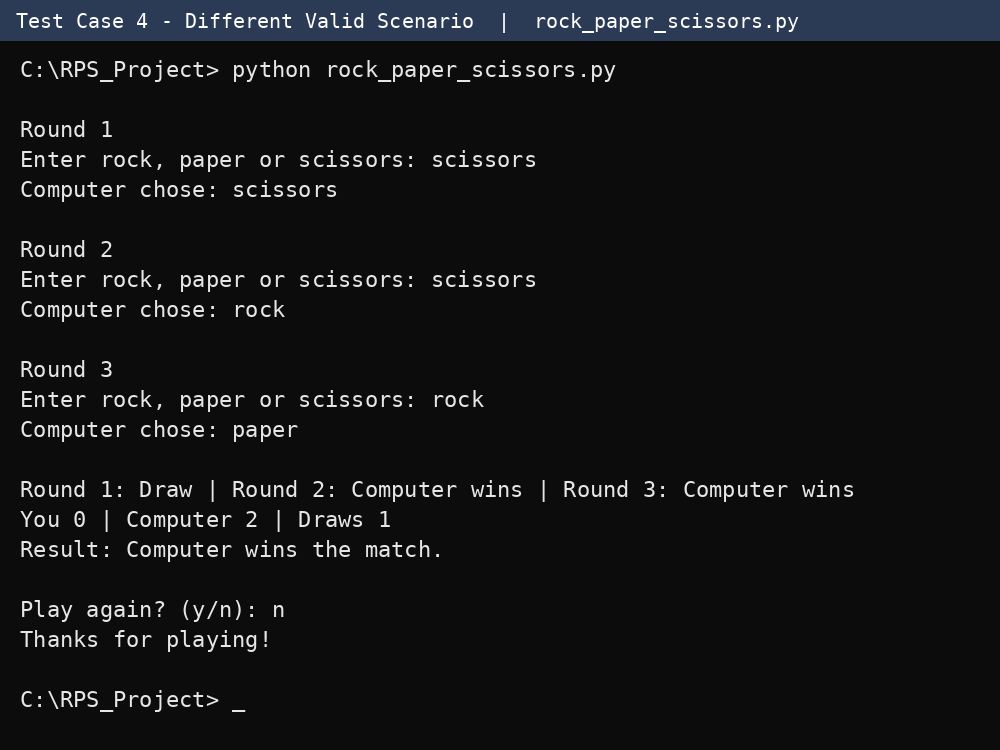 Test Case 4 - Different Valid Scenario | rock_paper_scissors.py
C:\RPS_Project> python rock_paper_scissors.py
Round 1
Enter rock, paper or scissors: scissors
Computer chose: scissors
Round 2
Enter rock, paper or scissors: scissors
Computer chose: rock
Round 3
Enter rock, paper or scissors: rock
Computer chose: paper
Round 1: Draw | Round 2: Computer wins | Round 3: Computer wins
You 0 | Computer 2 | Draws 1
Result: Computer wins the match.
Play again? (y/n): n
Thanks for playing!
C:\RPS_Project> _